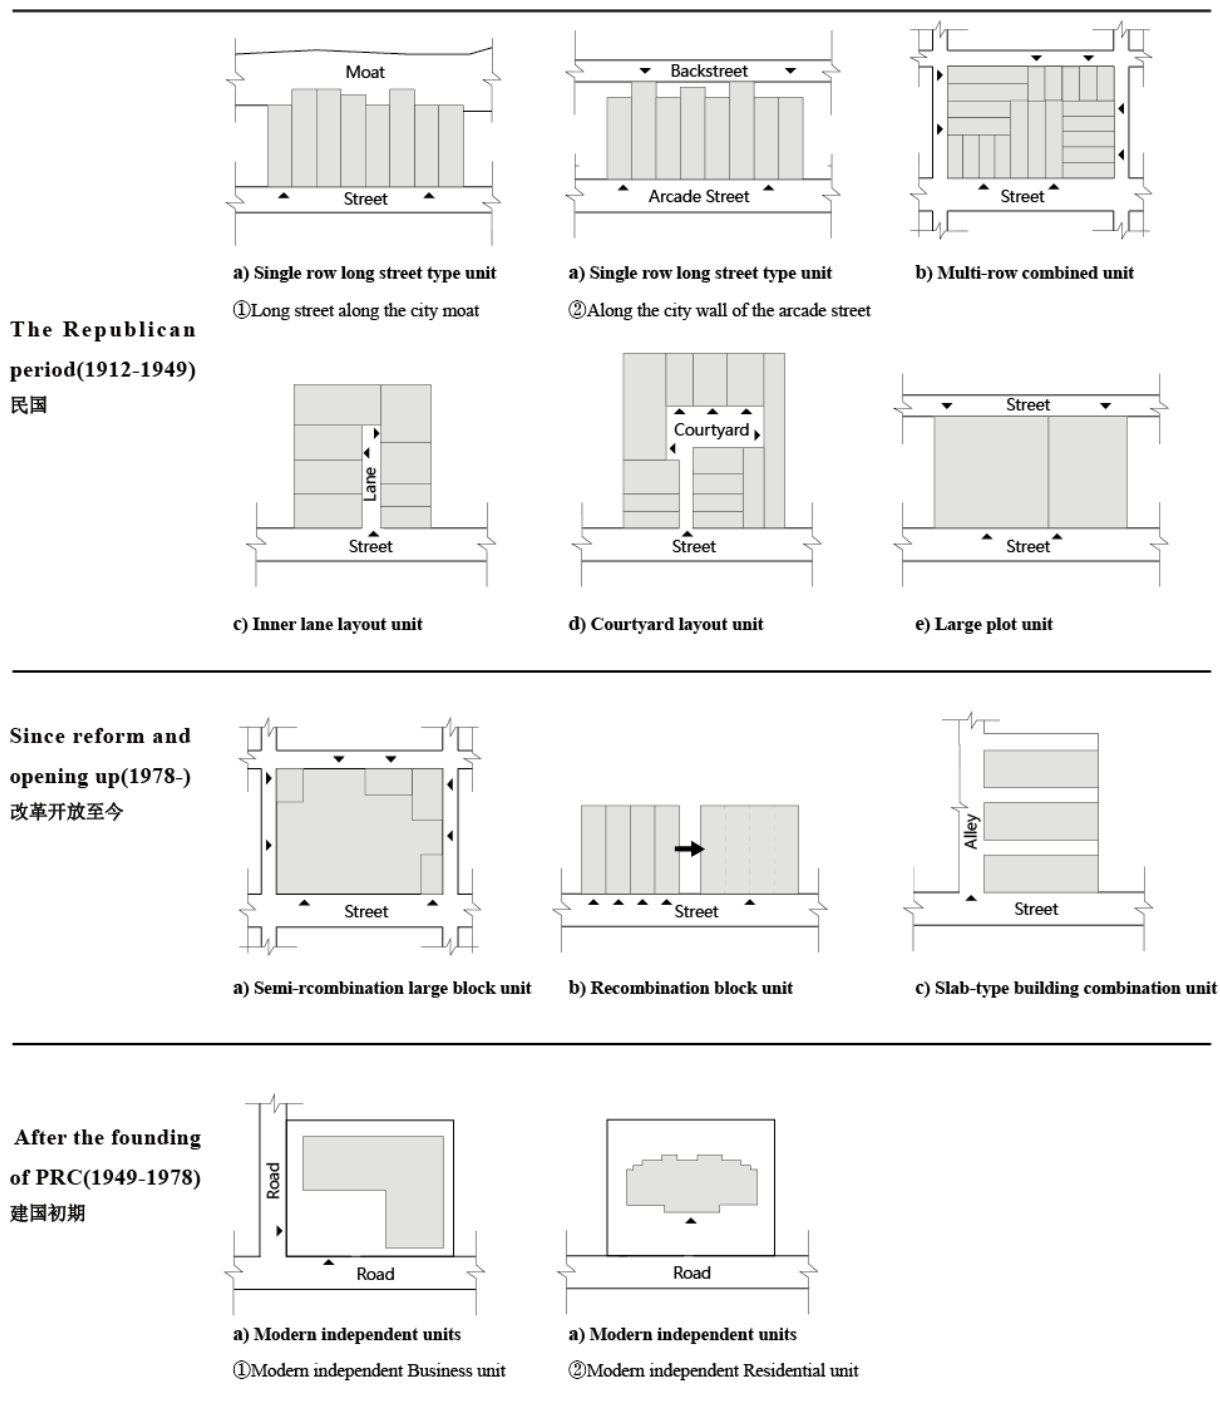 The Republican
period(1912-1949)
民国
Moat
Street
a) Single row long street type unit
①Long street along the city moat
Backstreet
Arcade Street
a) Single row long street type unit
②Along the city wall of the arcade street
Street
b) Multi-row combined unit
Lane
Street
c) Inner lane layout unit
Courtyard
Street
d) Courtyard layout unit
Street
Street
e) Large plot unit
Since reform and
opening up(1978-)
改革开放至今
Street
a) Semi-rcombination large block unit
Street
b) Recombination block unit
Alley
Street
c) Slab-type building combination unit
After the founding
of PRC(1949-1978)
建国初期
Road
Road
a) Modern independent units
①Modern independent Business unit
Road
a) Modern independent units
②Modern independent Residential unit